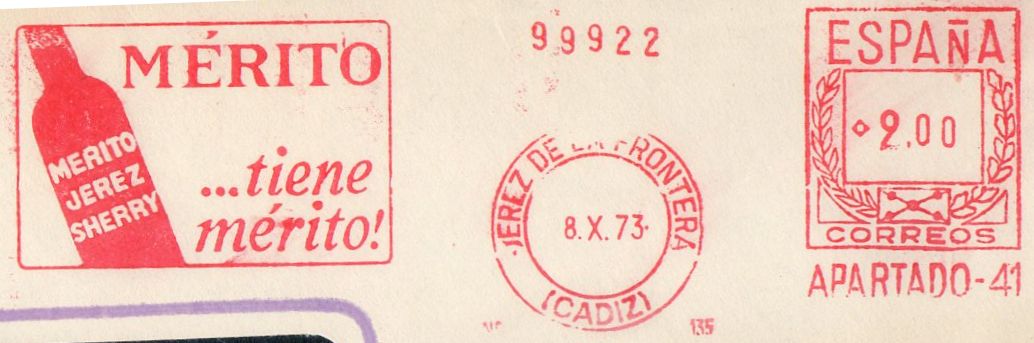 MÉRITO
MERITO
JEREZ
SHERRY
...tiene
mérito!
99922
JEREZ DE LA FRONTERA
8.X.73
(CADIZ)
135
ESPAÑA
2.00
CORREOS
APARTADO-41